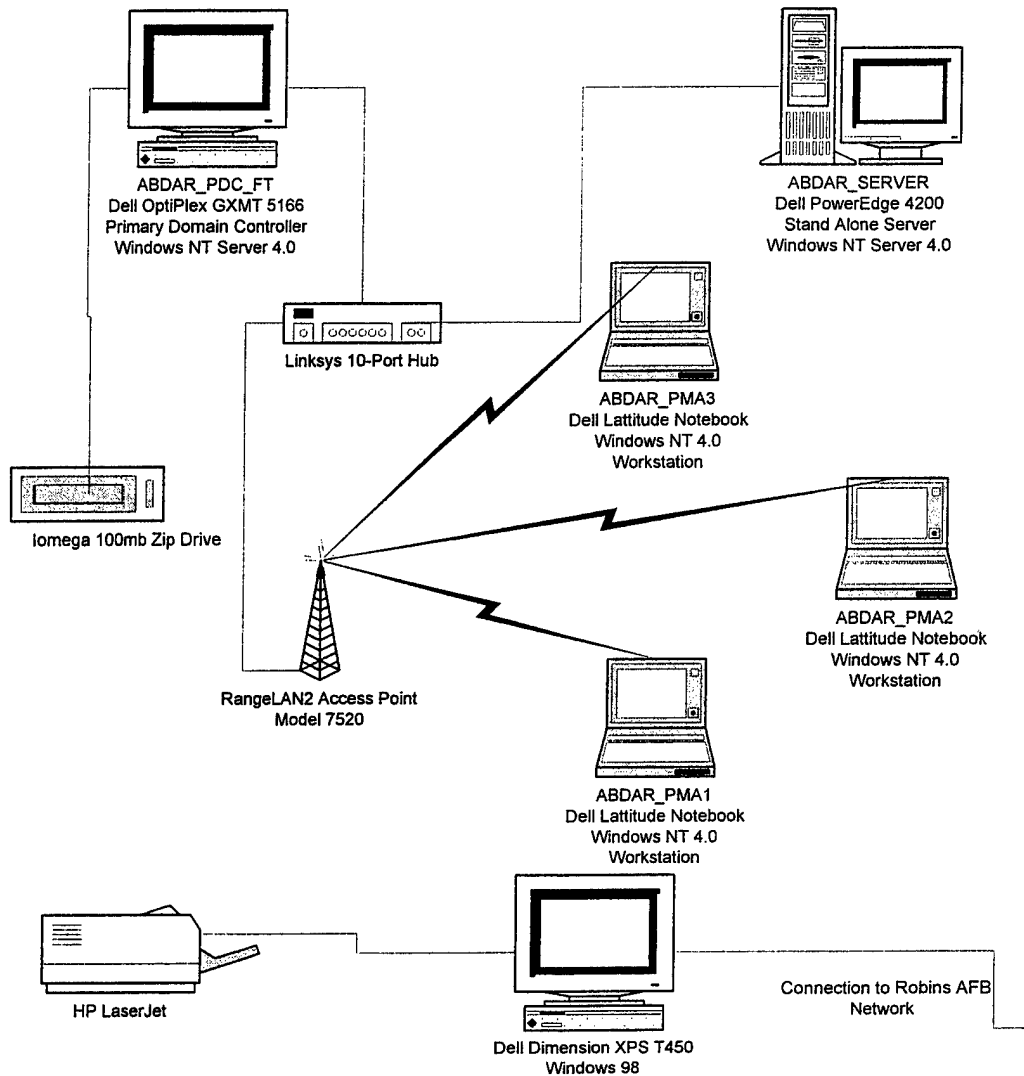 ABDAR_PDC_FT
Dell OptiPlex GXMT 5166
Primary Domain Controller
Windows NT Server 4.0
ABDAR_SERVER
Dell PowerEdge 4200
Stand Alone Server
Windows NT Server 4.0
Linksys 10-Port Hub
ABDAR_PMA3
Dell Lattitude Notebook
Windows NT 4.0
Workstation
Iomega 100mb Zip Drive
ABDAR_PMA2
Dell Lattitude Notebook
Windows NT 4.0
Workstation
RangeLAN2 Access Point
Model 7520
ABDAR_PMA1
Dell Lattitude Notebook
Windows NT 4.0
Workstation
HP LaserJet
Connection to Robins AFB
Network
Dell Dimension XPS T450
Windows 98